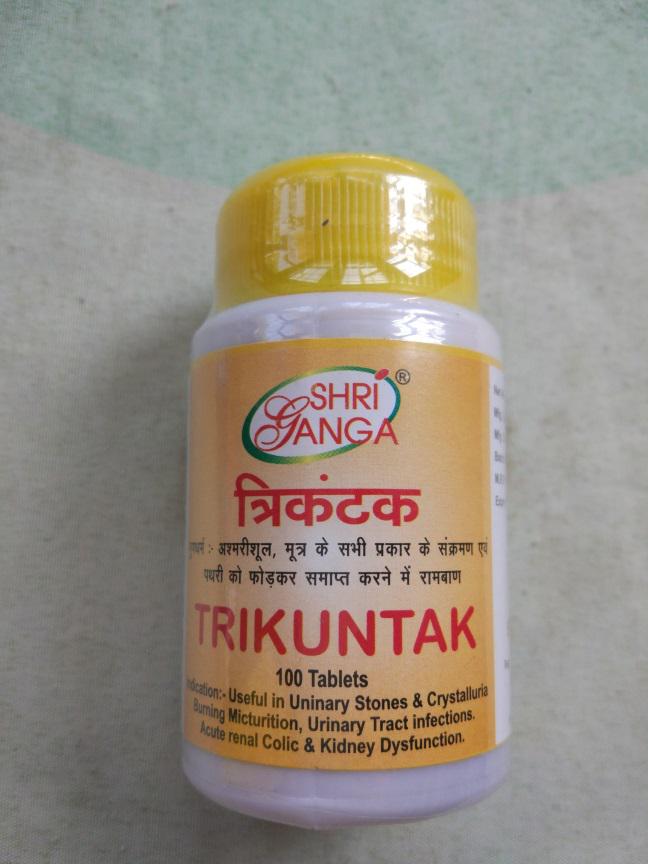 SHRI
GANGA
®
त्रिकंटक
:- अश्मरीशूल, मूत्र के सभी प्रकार के संक्रमण एवं
पथरी को फोड़कर समाप्त करने में रामबाण
TRIKUNTAK
100 Tablets
Indication:- Useful in Uninary Stones & Crystalluria
Burning Micturition, Urinary Tract infections.
Acute renal Colic & Kidney Dysfunction.